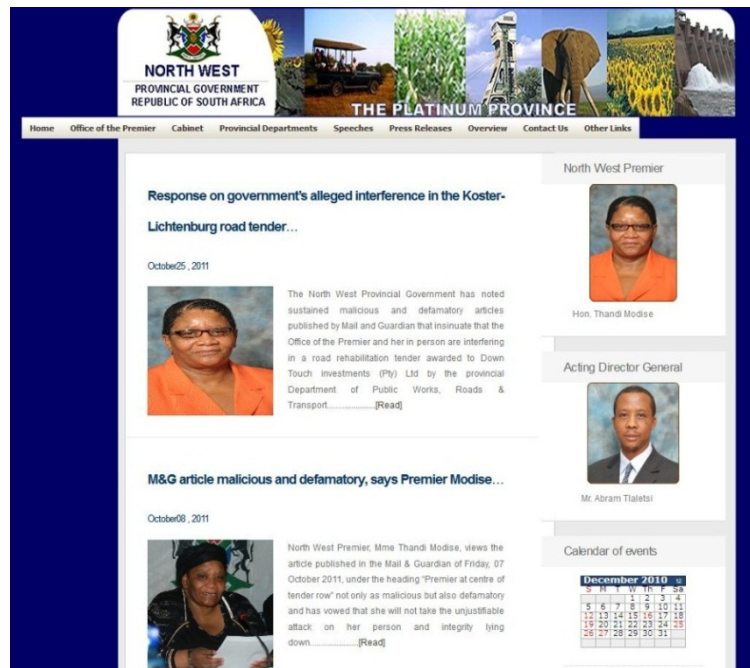 NORTH WEST
PROVINCIAL GOVERNMENT
REPUBLIC OF SOUTH AFRICA
THE PLATINUM PROVINCE
Home Office of the Premier Cabinet Provincial Departments Speeches Press Releases Overview Contact Us Other Links
Response on government's alleged interference in the Koster-
Lichtenburg road tender…
October25 , 2011
The North West Provincial Government has noted
sustained malicious and defamatory articles
published by Mail and Guardian that insinuate that the
Office of the Premier and her in person are interfering
in a road rehabilitation tender awarded to Down
Touch investments (Pty) Ltd by the provincial
Department of Public Works, Roads &
Transport.....................[Read]
M&G article malicious and defamatory, says Premier Modise…
October08 , 2011
North West Premier, Mme Thandi Modise, views the
article published in the Mail & Guardian of Friday, 07
October 2011, under the heading "Premier at centre of
tender row" not only as malicious but also defamatory
and has vowed that she will not take the unjustifiable
attack on her person and integrity lying
down.....................[Read]
North West Premier
Hon. Thandi Modise
Acting Director General
Mr. Abram Tlaletsi
Calendar of events
December 2010
S M T W Th F Sa
1 2 3 4
5 6 7 8 9 10 11
12 13 14 15 16 17 18
19 20 21 22 23 24 25
26 27 28 29 30 31